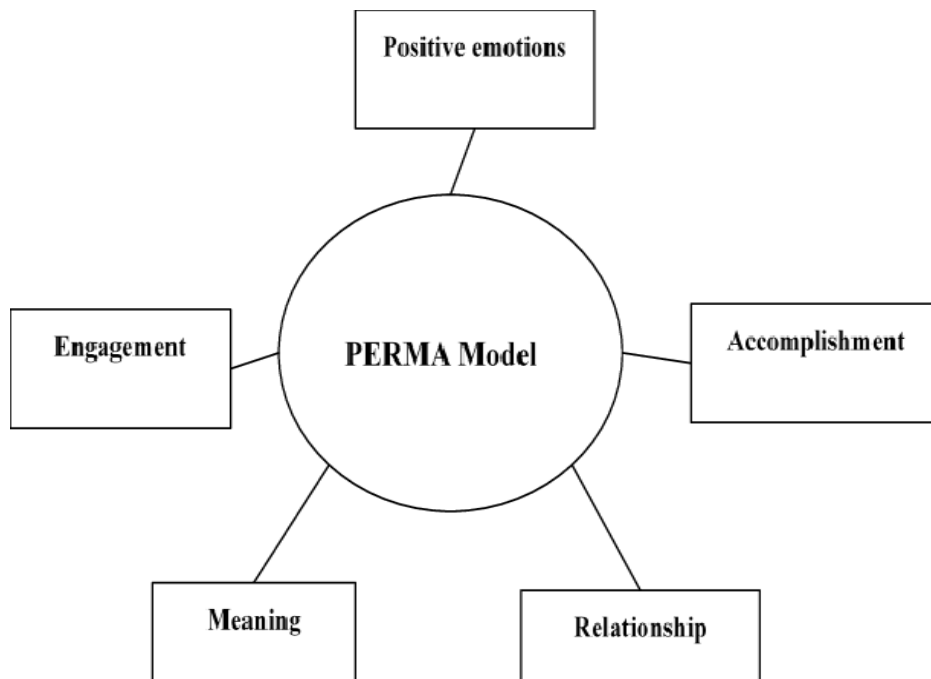 Positive emotions
Engagement
PERMA Model
Accomplishment
Meaning
Relationship